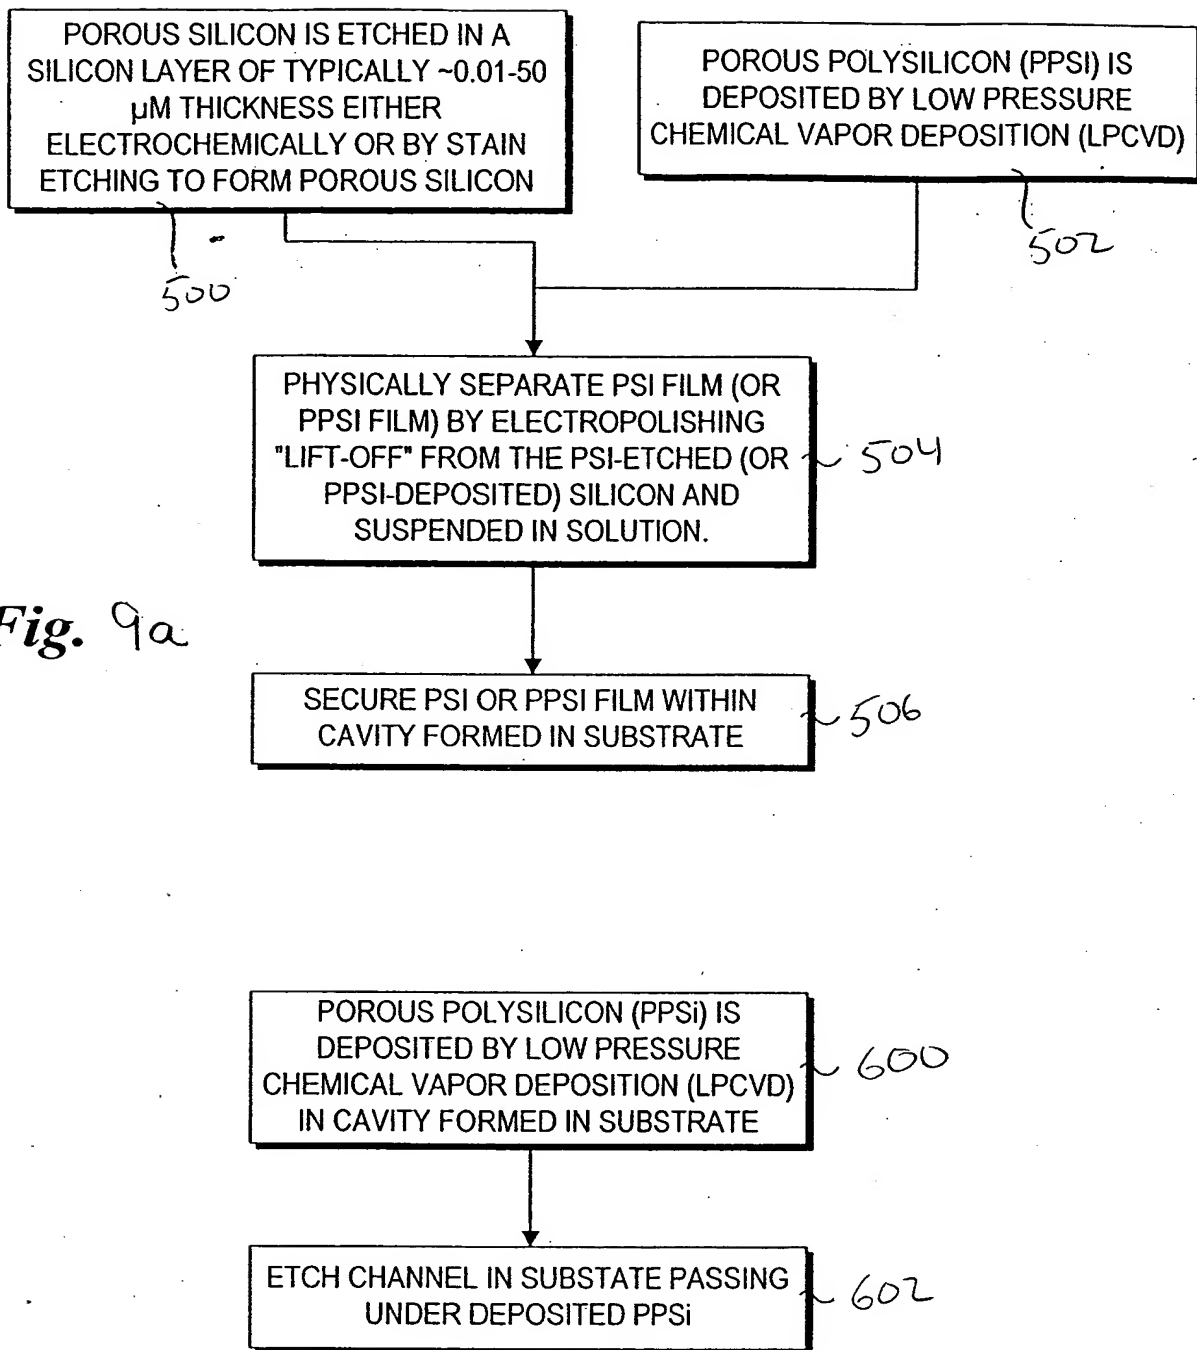 POROUS SILICON IS ETCHED IN A
SILICON LAYER OF TYPICALLY ~0.01-50
µM THICKNESS EITHER
ELECTROCHEMICALLY OR BY STAIN
ETCHING TO FORM POROUS SILICON
500
POROUS POLYSILICON (PPSI) IS
DEPOSITED BY LOW PRESSURE
CHEMICAL VAPOR DEPOSITION (LPCVD)
502
PHYSICALLY SEPARATE PSI FILM (OR
PPSI FILM) BY ELECTROPOLISHING
"LIFT-OFF" FROM THE PSI-ETCHED (OR
PPSI-DEPOSITED) SILICON AND
SUSPENDED IN SOLUTION.
504
Fig. 9a
SECURE PSI OR PPSI FILM WITHIN
CAVITY FORMED IN SUBSTRATE
506
POROUS POLYSILICON (PPSi) IS
DEPOSITED BY LOW PRESSURE
CHEMICAL VAPOR DEPOSITION (LPCVD)
IN CAVITY FORMED IN SUBSTRATE
600
ETCH CHANNEL IN SUBSTATE PASSING
UNDER DEPOSITED PPSi
602